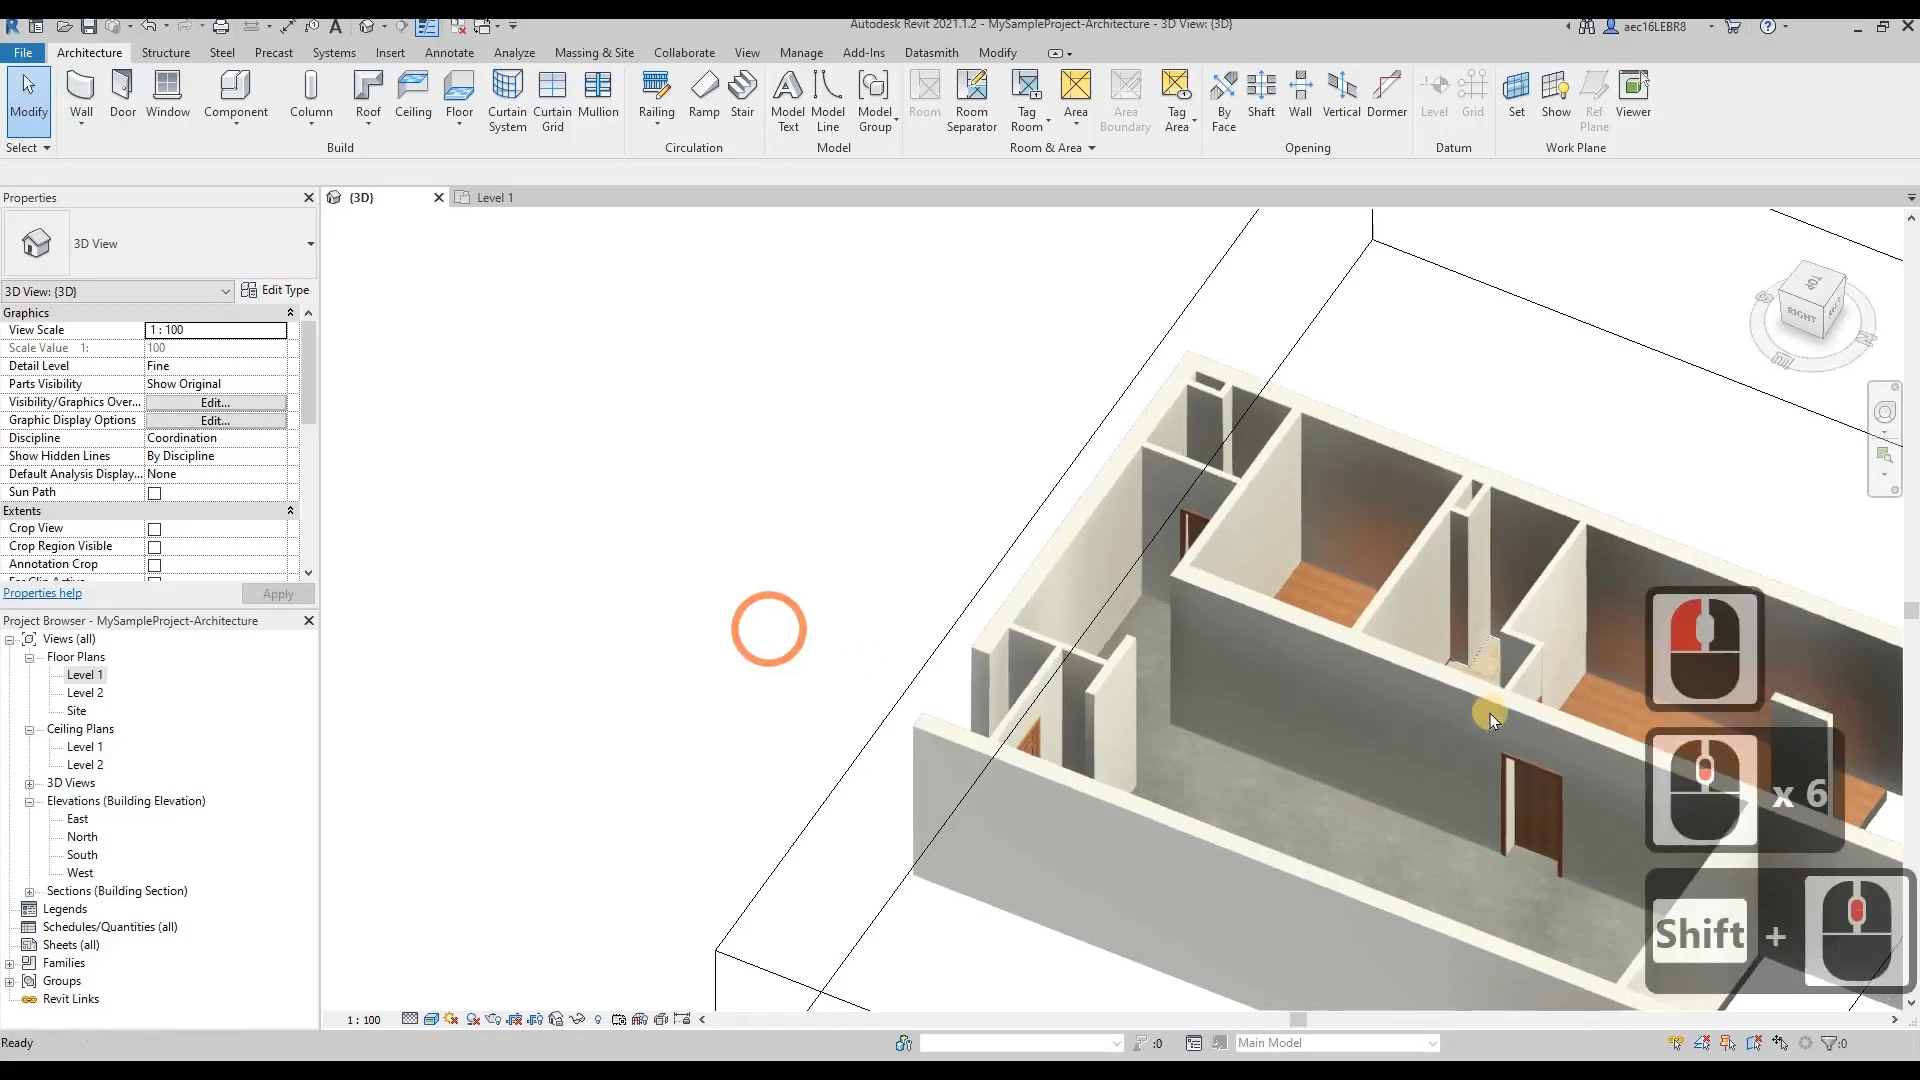 Autodesk Revit 2021.1.2 - MySampleProject-Architecture - 3D View: {3D}
aec16LEBR8
File Architecture Structure Steel Precast Systems Insert Annotate Analyze Massing & Site Collaborate View Manage Add-Ins Datasmith Modify
Modify Wall Door Window Component Column Roof Ceiling Floor Curtain System Curtain Grid Mullion Railing Ramp Stair Model Text Model Line Model Group Room Room Separator Tag Room Area Area Boundary Tag Area By Face Shaft Wall Vertical Dormer Level Grid Set Show Ref Plane Viewer
Select Build Circulation Model Room & Area Opening Datum Work Plane
Properties
{3D} Level 1
3D View
3D View: {3D} Edit Type
Graphics
View Scale 1 : 100
Scale Value 1: 100
Detail Level Fine
Parts Visibility Show Original
Visibility/Graphics Over... Edit...
Graphic Display Options Edit...
Discipline Coordination
Show Hidden Lines By Discipline
Default Analysis Display... None
Sun Path
Extents
Crop View
Crop Region Visible
Annotation Crop
Properties help Apply
Project Browser - MySampleProject-Architecture
Views (all)
Floor Plans
Level 1
Level 2
Site
Ceiling Plans
Level 1
Level 2
3D Views
Elevations (Building Elevation)
East
North
South
West
Sections (Building Section)
Legends
Schedules/Quantities (all)
Sheets (all)
Families
Groups
Revit Links
TOP
RIGHT
x 6
Shift +
1 : 100
Ready
:0
Main Model
:0